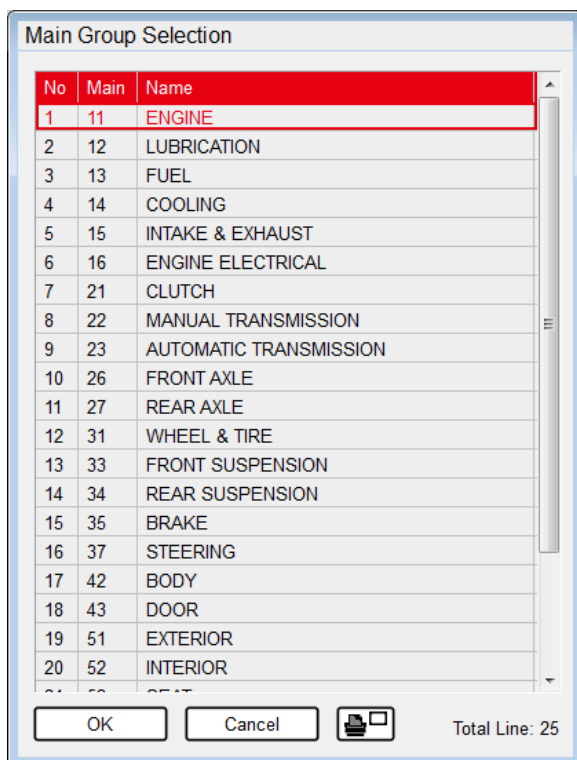 Main Group Selection
No Main Name
1 11 ENGINE
2 12 LUBRICATION
3 13 FUEL
4 14 COOLING
5 15 INTAKE & EXHAUST
6 16 ENGINE ELECTRICAL
7 21 CLUTCH
8 22 MANUAL TRANSMISSION
9 23 AUTOMATIC TRANSMISSION
10 26 FRONT AXLE
11 27 REAR AXLE
12 31 WHEEL & TIRE
13 33 FRONT SUSPENSION
14 34 REAR SUSPENSION
15 35 BRAKE
16 37 STEERING
17 42 BODY
18 43 DOOR
19 51 EXTERIOR
20 52 INTERIOR
OK Cancel Total Line: 25